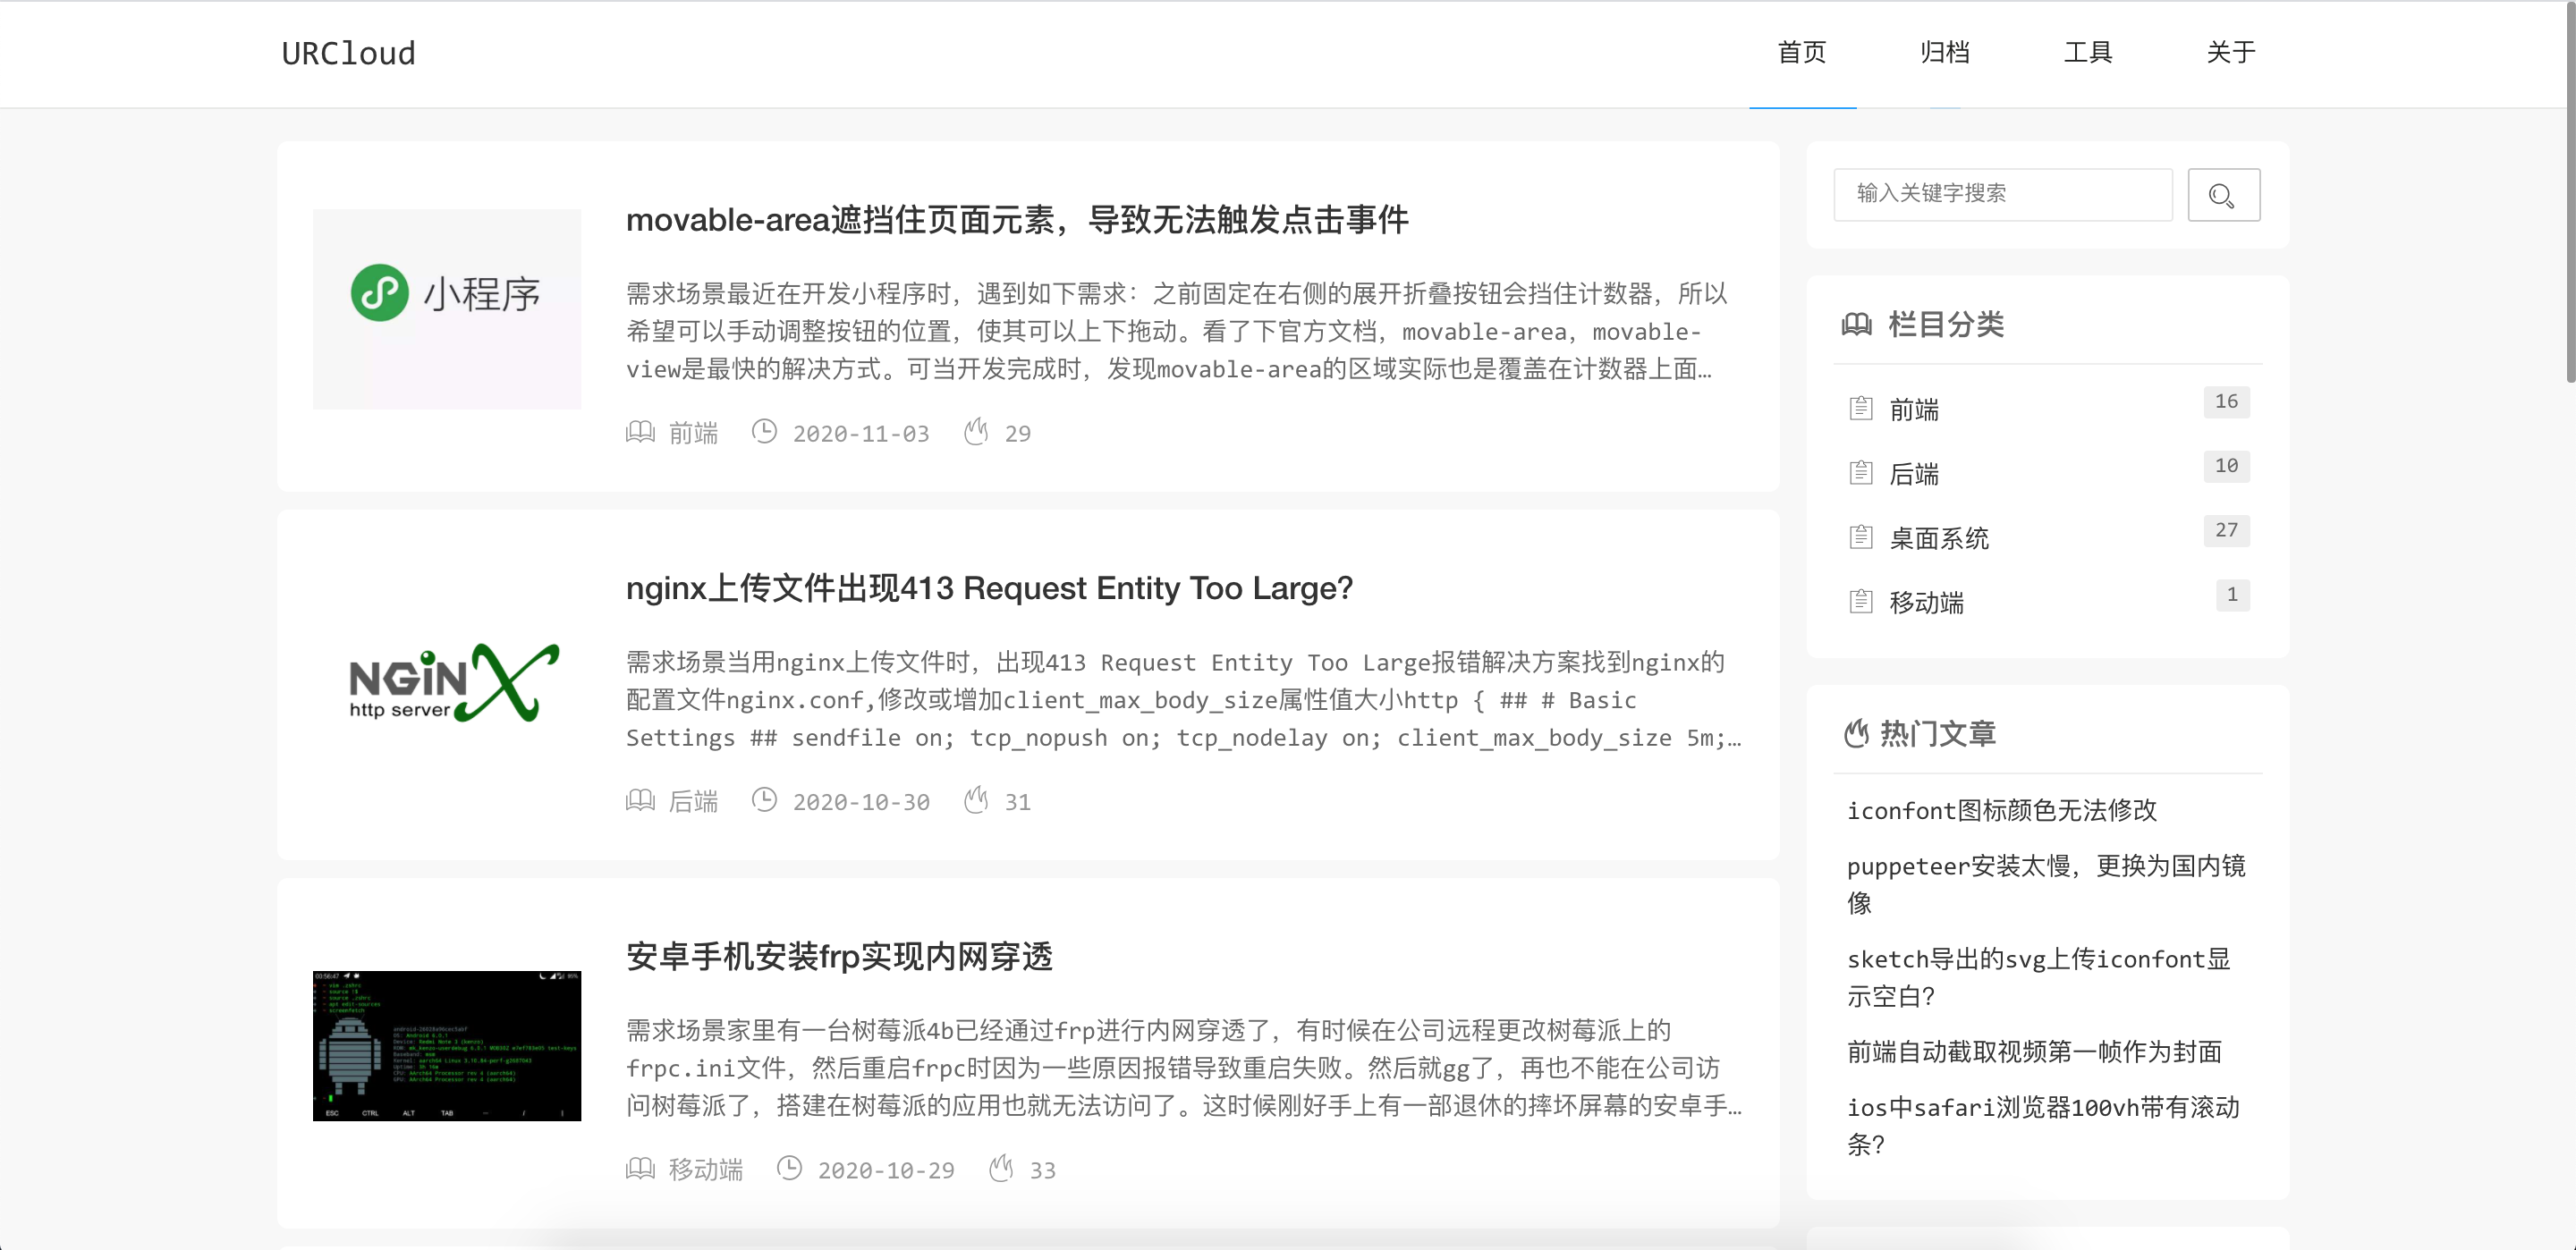 URCloud
首页 归档 工具 关于
小程序
movable-area遮挡住页面元素，导致无法触发点击事件
需求场景最近在开发小程序时，遇到如下需求：之前固定在右侧的展开折叠按钮会挡住计数器，所以
希望可以手动调整按钮的位置，使其可以上下拖动。看了下官方文档，movable-area，movable-
view是最快的解决方式。可当开发完成时，发现movable-area的区域实际也是覆盖在计数器上面…
前端 2020-11-03 29
NGiNX
http server
nginx上传文件出现413 Request Entity Too Large?
需求场景当用nginx上传文件时，出现413 Request Entity Too Large报错解决方案找到nginx的
配置文件nginx.conf,修改或增加client_max_body_size属性值大小http { ## # Basic
Settings ## sendfile on; tcp_nopush on; tcp_nodelay on; client_max_body_size 5m;…
后端 2020-10-30 31
ESC CTRL ALT TAB
安卓手机安装frp实现内网穿透
需求场景家里有一台树莓派4b已经通过frp进行内网穿透了，有时候在公司远程更改树莓派上的
frpc.ini文件，然后重启frpc时因为一些原因报错导致重启失败。然后就gg了，再也不能在公司访
问树莓派了，搭建在树莓派的应用也就无法访问了。这时候刚好手上有一部退休的摔坏屏幕的安卓手…
移动端 2020-10-29 33
输入关键字搜索
栏目分类
前端 16
后端 10
桌面系统 27
移动端 1
热门文章
iconfont图标颜色无法修改
puppeteer安装太慢，更换为国内镜
像
sketch导出的svg上传iconfont显
示空白?
前端自动截取视频第一帧作为封面
ios中safari浏览器100vh带有滚动
条?